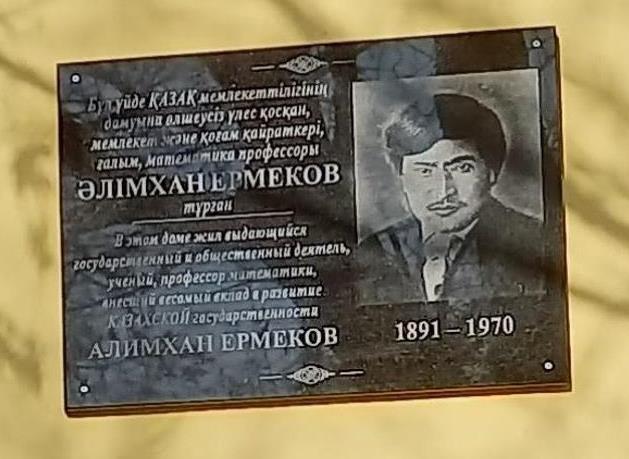 Бұл үйде ҚАЗАҚ мемлекеттілігінің
дамуына өлшеусіз үлес қосқан,
мемлекет және қоғам қайраткері,
ғалым, математика профессоры
ӘЛІМХАН ЕРМЕКОВ
тұрған
В этом доме жил выдающийся
государственный и общественный деятель,
ученый, профессор математики,
внесший весомый вклад в развитие
КАЗАХСКОЙ государственности
АЛИМХАН ЕРМЕКОВ
1891 – 1970